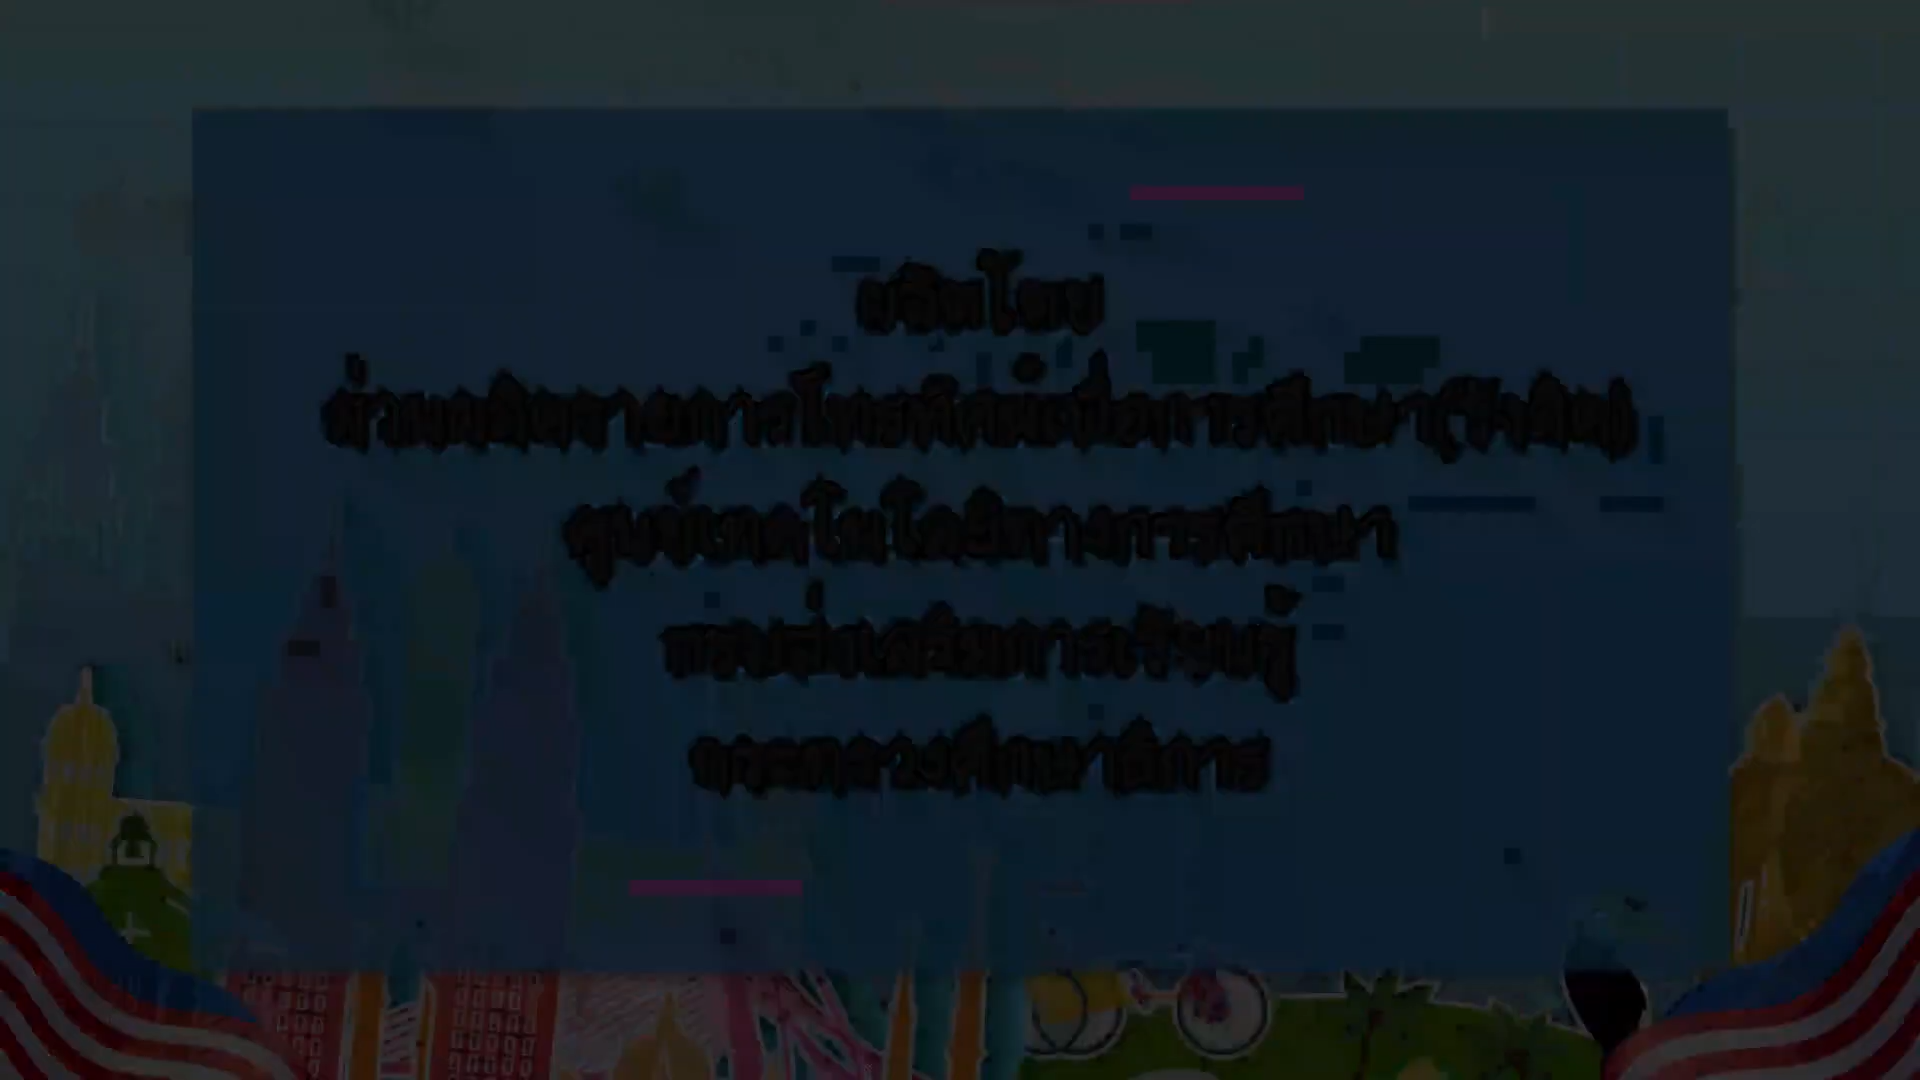 ผลิตโดย
ส่วนผลิตรายการโทรทัศน์เพื่อการศึกษา(รังสิต)
ศูนย์เทคโนโลยีทางการศึกษา
กรมส่งเสริมการเรียนรู้
กระทรวงศึกษาธิการ